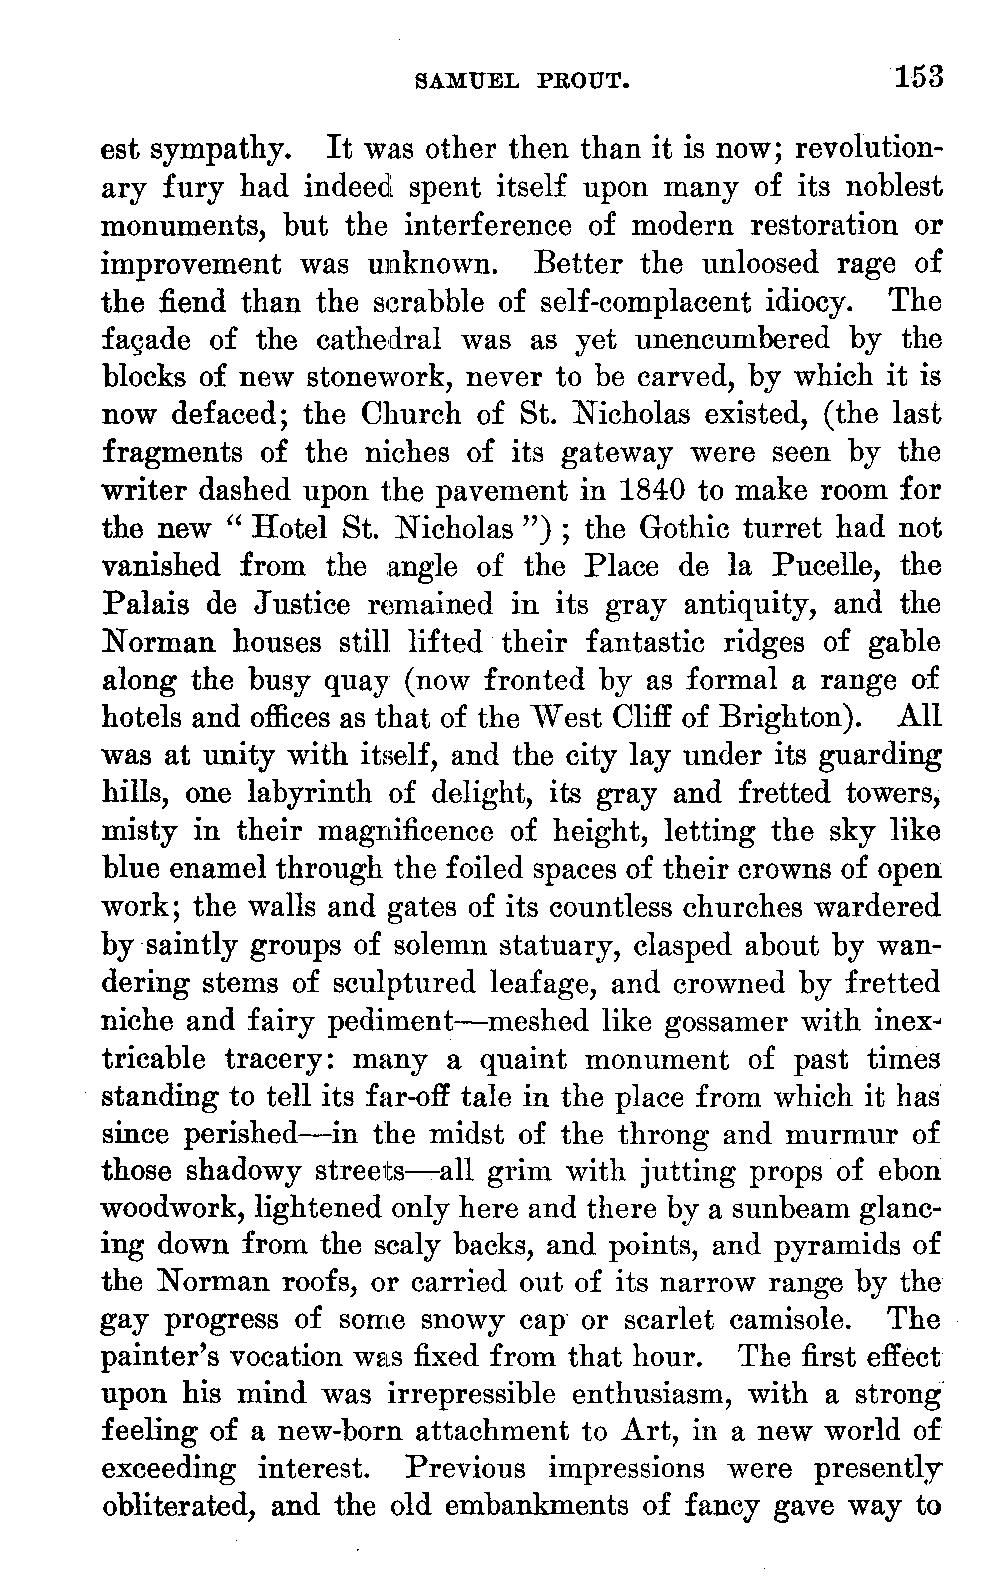 SAMUEL PROUT. 153
est sympathy. It was other then than it is now; revolution-
ary fury had indeed spent itself upon many of its noblest
monuments, but the interference of modern restoration or
improvement was unknown. Better the unloosed rage of
the fiend than the scrabble of self-complacent idiocy. The
façade of the cathedral was as yet unencumbered by the
blocks of new stonework, never to be carved, by which it is
now defaced; the Church of St. Nicholas existed, (the last
fragments of the niches of its gateway were seen by the
writer dashed upon the pavement in 1840 to make room for
the new “ Hotel St. Nicholas ”) ; the Gothic turret had not
vanished from the angle of the Place de la Pucelle, the
Palais de Justice remained in its gray antiquity, and the
Norman houses still lifted their fantastic ridges of gable
along the busy quay (now fronted by as formal a range of
hotels and offices as that of the West Cliff of Brighton). All
was at unity with itself, and the city lay under its guarding
hills, one labyrinth of delight, its gray and fretted towers,
misty in their magnificence of height, letting the sky like
blue enamel through the foiled spaces of their crowns of open
work; the walls and gates of its countless churches wardered
by saintly groups of solemn statuary, clasped about by wan-
dering stems of sculptured leafage, and crowned by fretted
niche and fairy pediment—meshed like gossamer with inex-
tricable tracery: many a quaint monument of past times
standing to tell its far-off tale in the place from which it has
since perished—in the midst of the throng and murmur of
those shadowy streets—all grim with jutting props of ebon
woodwork, lightened only here and there by a sunbeam glanc-
ing down from the scaly backs, and points, and pyramids of
the Norman roofs, or carried out of its narrow range by the
gay progress of some snowy cap or scarlet camisole. The
painter’s vocation was fixed from that hour. The first effect
upon his mind was irrepressible enthusiasm, with a strong
feeling of a new-born attachment to Art, in a new world of
exceeding interest. Previous impressions were presently
obliterated, and the old embankments of fancy gave way to